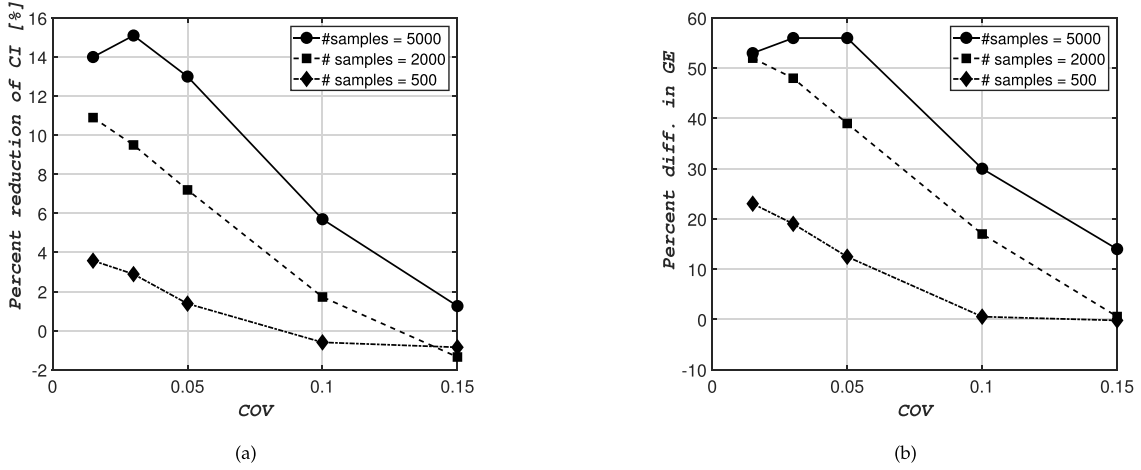 Percent reduction of CI [%]
16
14
12
10
8
6
4
2
0
-2
#samples = 5000
# samples = 2000
# samples = 500
0
0.05
0.1
0.15
COV
(a)
Percent diff. in GE
60
50
40
30
20
10
0
-10
#samples = 5000
# samples = 2000
# samples = 500
0
0.05
0.1
0.15
COV
(b)